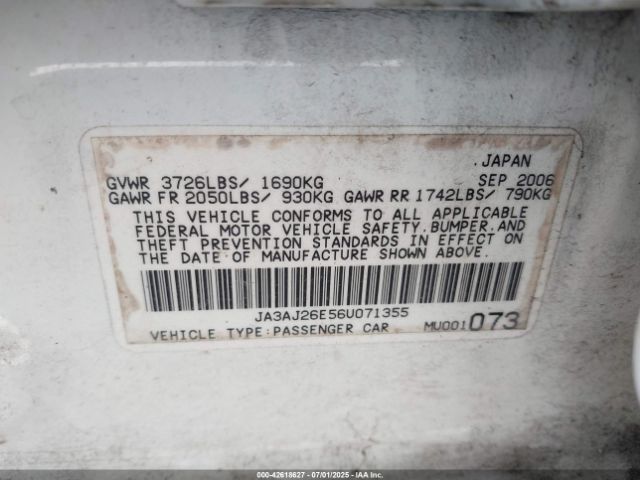 .JAPAN
GVWR 3726LBS/ 1690KG SEP 2006
GAWR FR 2050LBS/ 930KG GAWR RR 1742LBS/ 790KG
THIS VEHICLE CONFORMS TO ALL APPLICABLE
FEDERAL MOTOR VEHICLE SAFETY.BUMPER.AND
THEFT PREVENTION STANDARDS IN EFFECT ON
THE DATE OF MANUFACTURE SHOWN ABOVE.
JA3AJ26E56U071355
VEHICLE TYPE:PASSENGER CAR MU001073
000-42618627 - 07/01/2025 - iaai.com